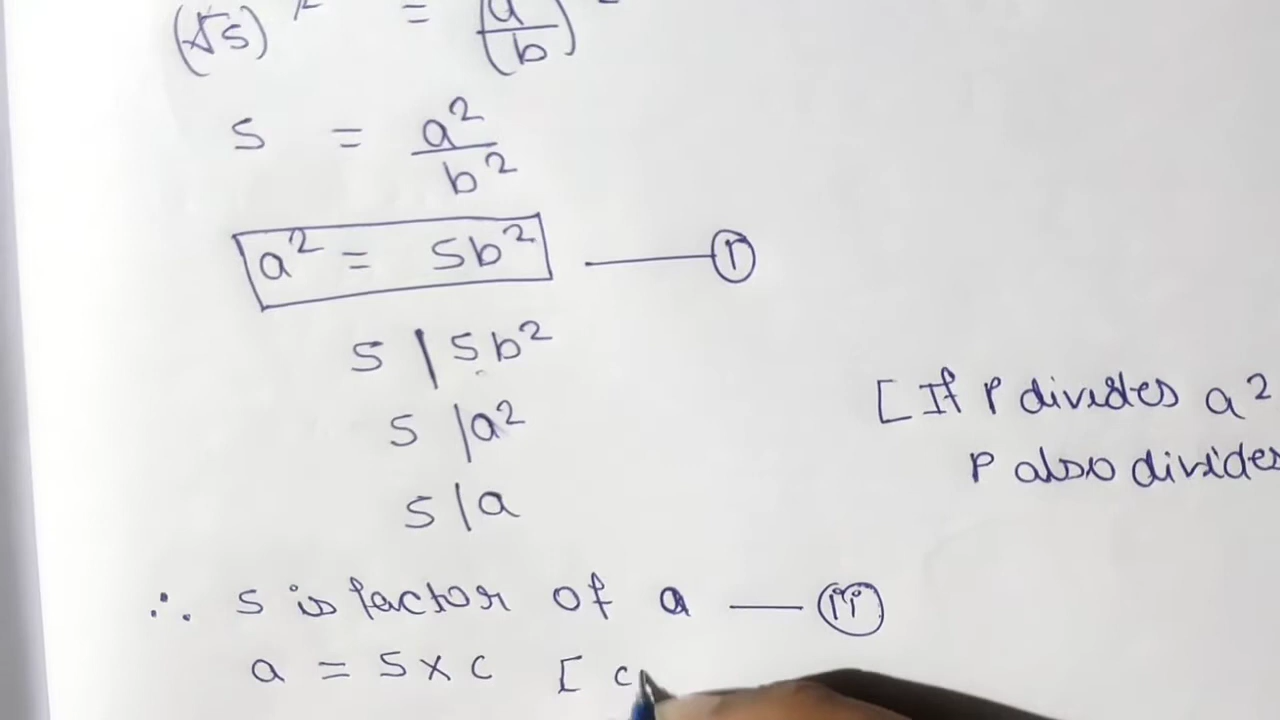 (√5)² = (a/b)²
5 = a²/b²
a² = 5b² —— (i)
5 | 5b²
5 | a²
[If P divides a²
5 | a
P also divides
∴ 5 is factor of a — (ii)
a = 5 × c [ c